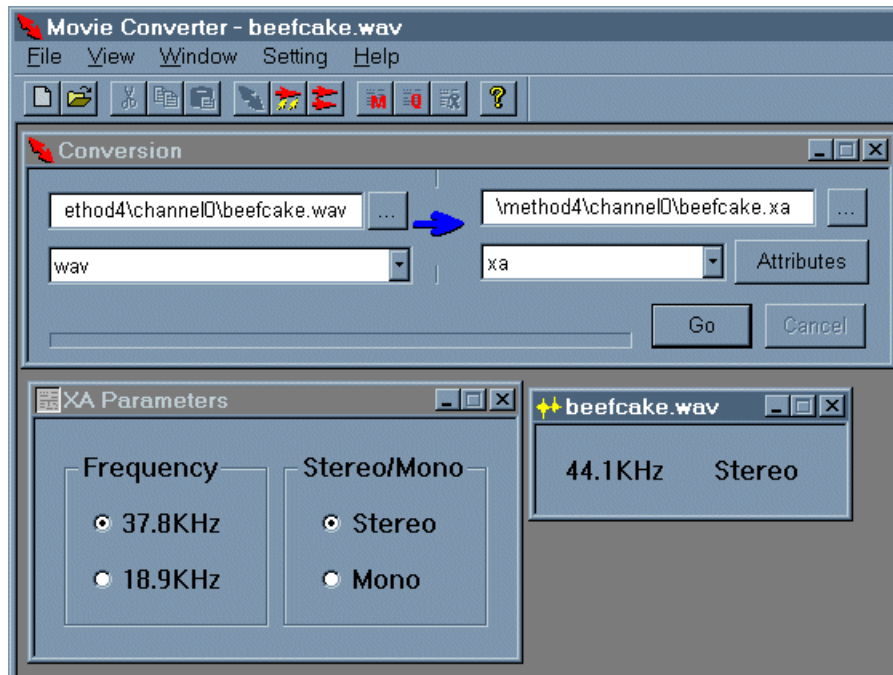 Movie Converter - beefcake.wav
File View Window Setting Help
M Q R ?
Conversion
ethod4\channel0\beefcake.wav ... \method4\channel0\beefcake.xa ...
wav xa Attributes
Go Cancel
XA Parameters
Frequency
37.8KHz
18.9KHz
Stereo/Mono
Stereo
Mono
beefcake.wav
44.1KHz Stereo